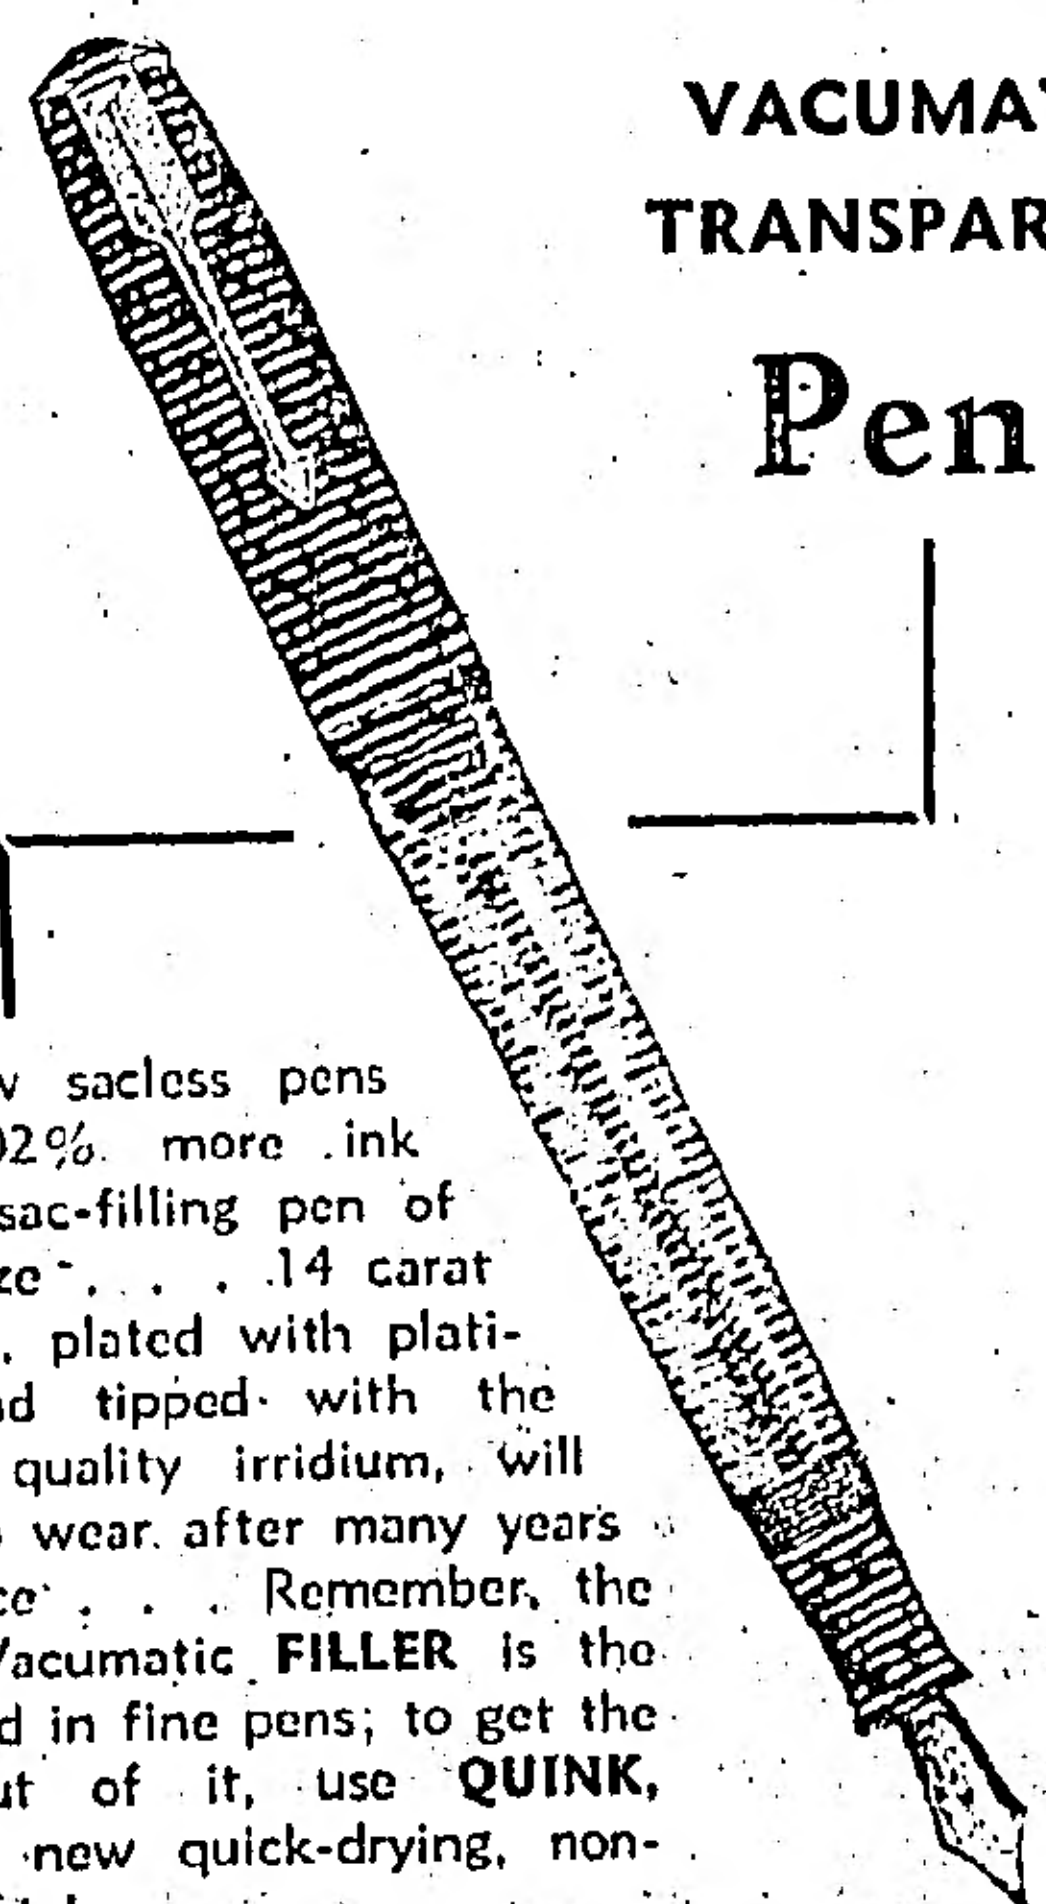 VACUMAT
TRANSPAR
Pen
sacless pens
02% more ink
sac-filling pen of
ze . . . 14 carat
, plated with plati-
d tipped with the
quality irridium, will
wear after many years
ce . . . Remember, the
Vacumatic FILLER is the
d in fine pens; to get the
ut of it, use QUINK,
new quick-drying, non-